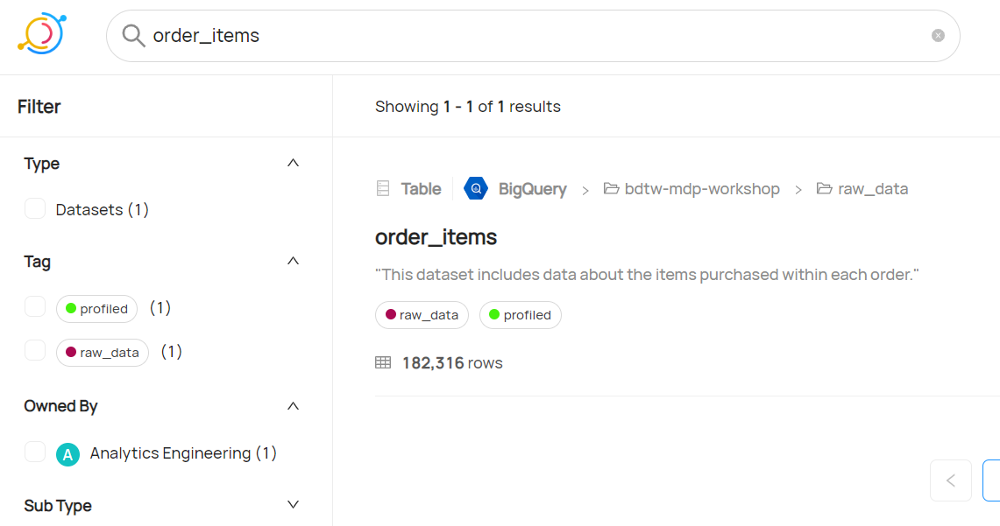 order_items
Filter
Showing 1 - 1 of 1 results
Type
Datasets (1)
Tag
profiled (1)
raw_data (1)
Owned By
A Analytics Engineering (1)
Sub Type
Table BigQuery > bdtw-mdp-workshop > raw_data
order_items
"This dataset includes data about the items purchased within each order."
raw_data profiled
182,316 rows